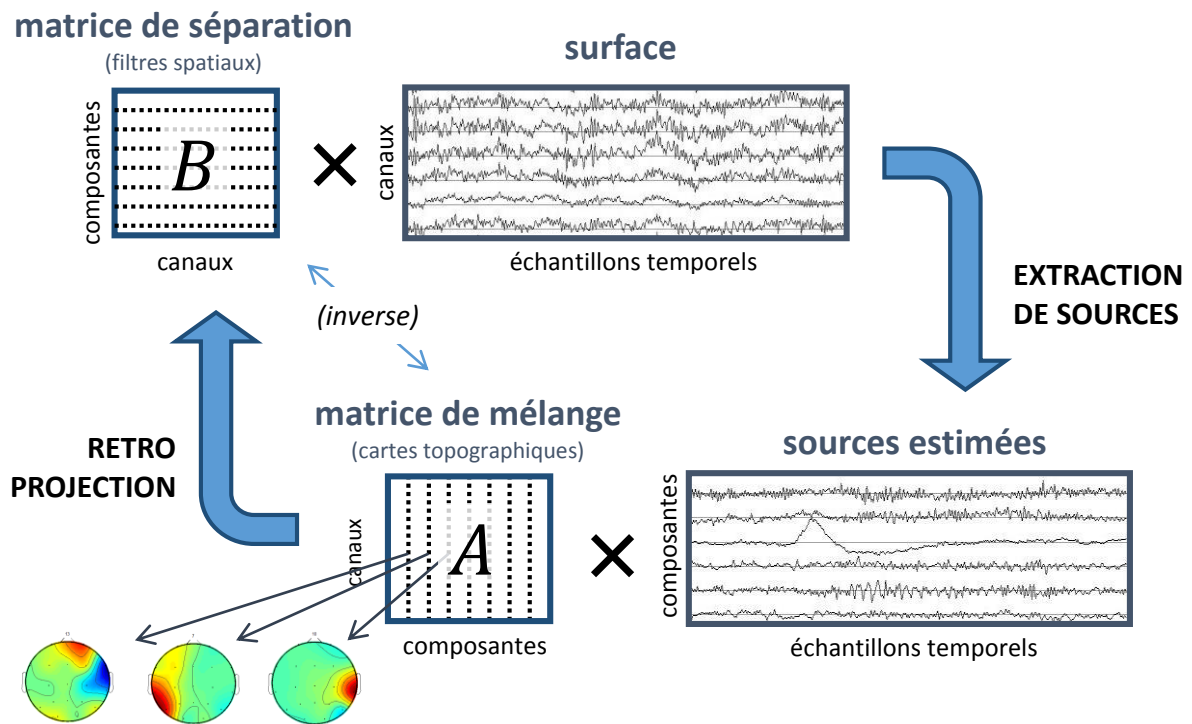 matrice de séparation
(filtres spatiaux)
surface
composantes
B
×
canaux
canaux
échantillons temporels
EXTRACTION
DE SOURCES
(inverse)
RETRO
PROJECTION
matrice de mélange
(cartes topographiques)
sources estimées
canaux
A
×
composantes
composantes
échantillons temporels
7